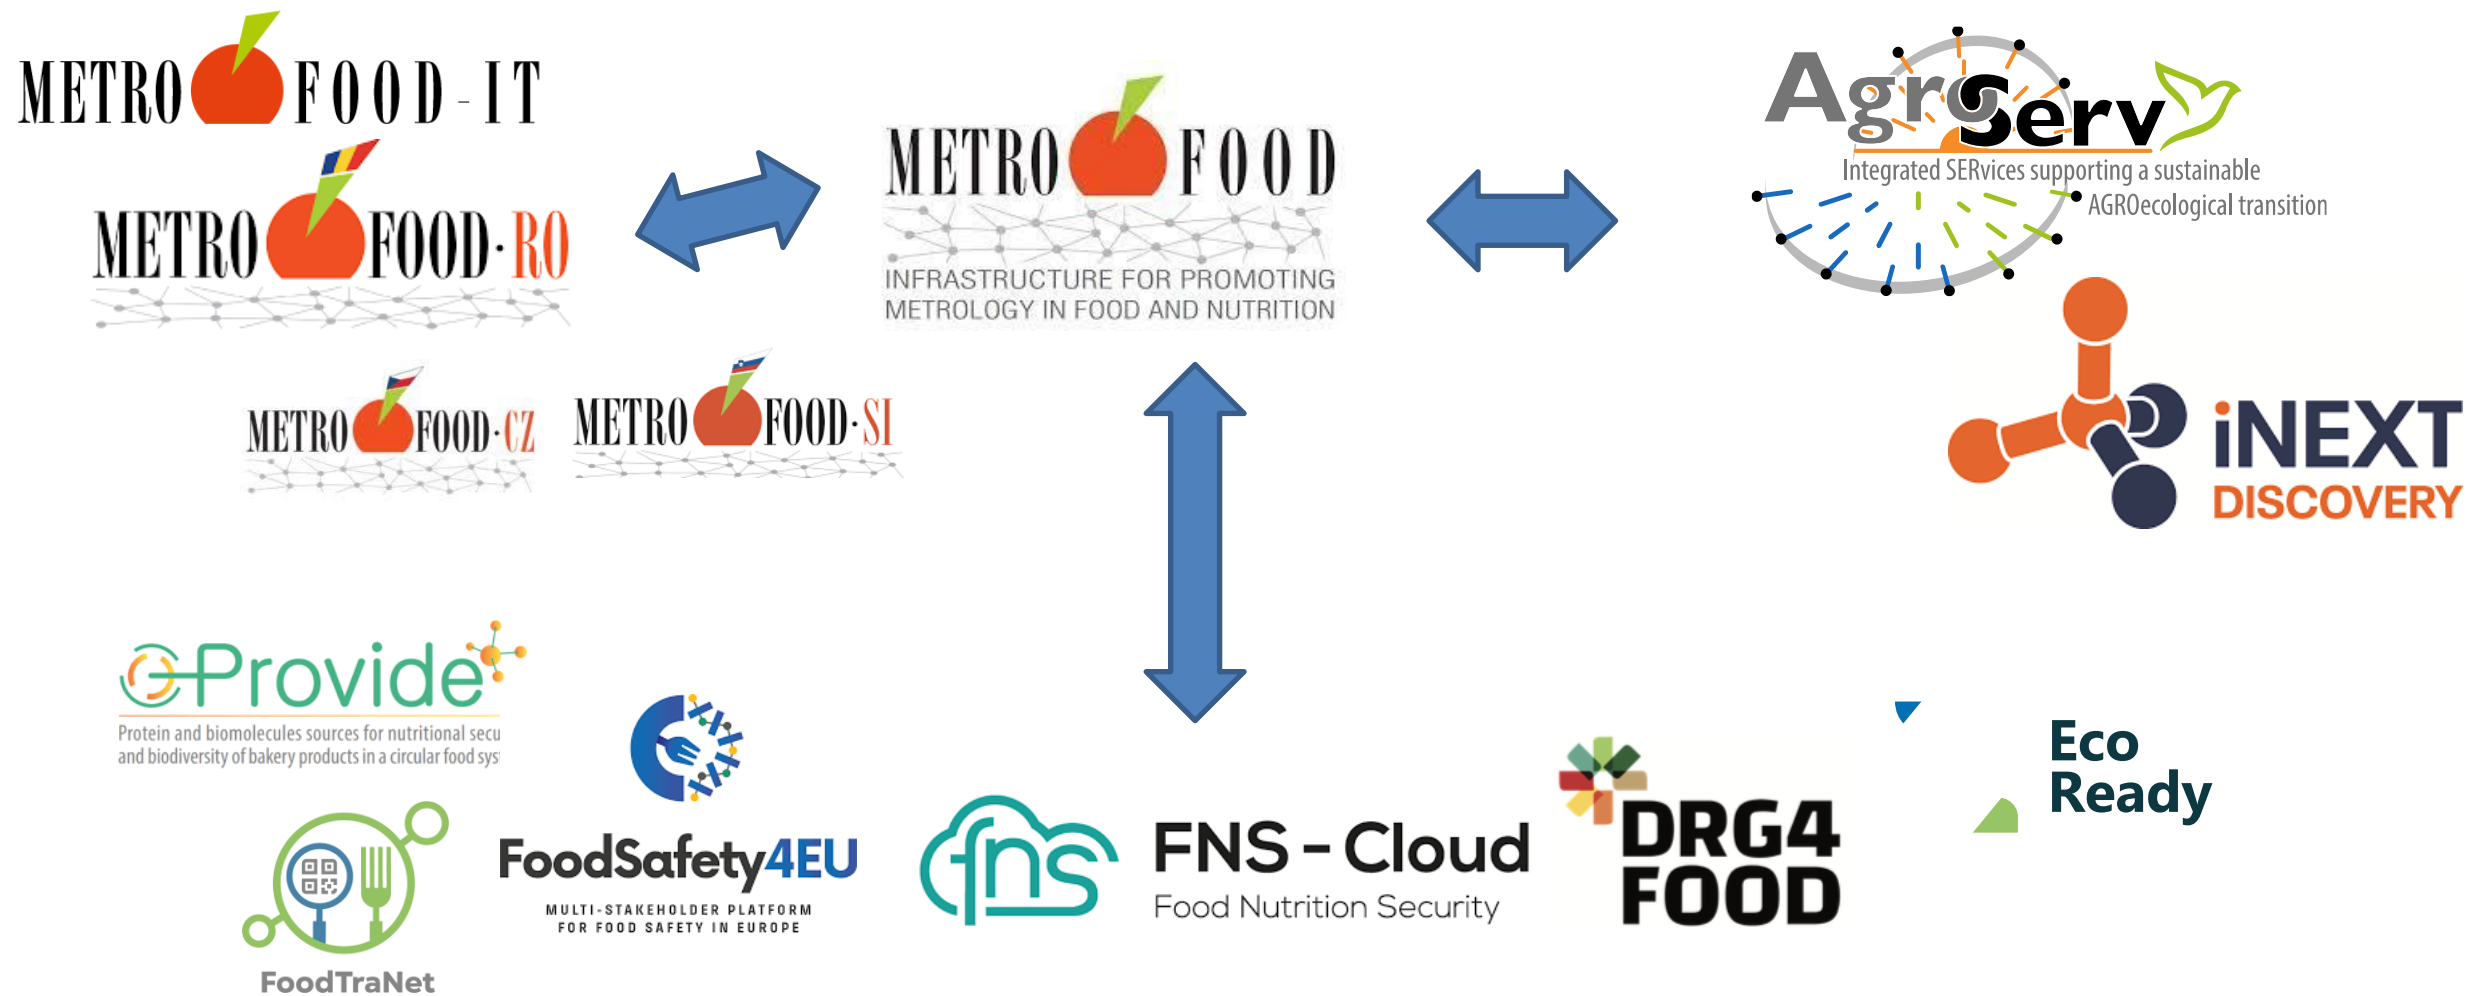 METRO FOOD - IT
METRO FOOD-RO
METRO FOOD-CZ
METRO FOOD-SI
METRO FOOD
INFRASTRUCTURE FOR PROMOTING
METROLOGY IN FOOD AND NUTRITION
AgroServ
Integrated SERvices supporting a sustainable
AGROecological transition
iNEXT
DISCOVERY
Provide
Protein and biomolecules sources for nutritional secu
and biodiversity of bakery products in a circular food sys
FoodTraNet
FoodSafety4EU
MULTI-STAKEHOLDER PLATFORM
FOR FOOD SAFETY IN EUROPE
fns
FNS - Cloud
Food Nutrition Security
DRG4
FOOD
Eco
Ready